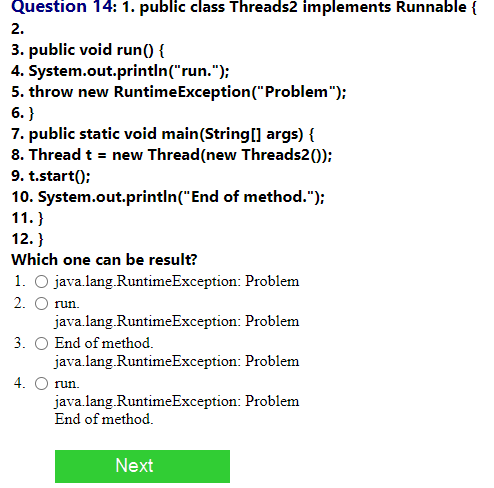 Question 14: 1. public class Threads2 implements Runnable {
2.
3. public void run() {
4. System.out.println("run.");
5. throw new RuntimeException("Problem");
6. }
7. public static void main(String[] args) {
8. Thread t = new Thread(new Threads2());
9. t.start();
10. System.out.println("End of method.");
11. }
12. }
Which one can be result?
1. java.lang.RuntimeException: Problem
2. run.
java.lang.RuntimeException: Problem
3. End of method.
java.lang.RuntimeException: Problem
4. run.
java.lang.RuntimeException: Problem
End of method.
Next